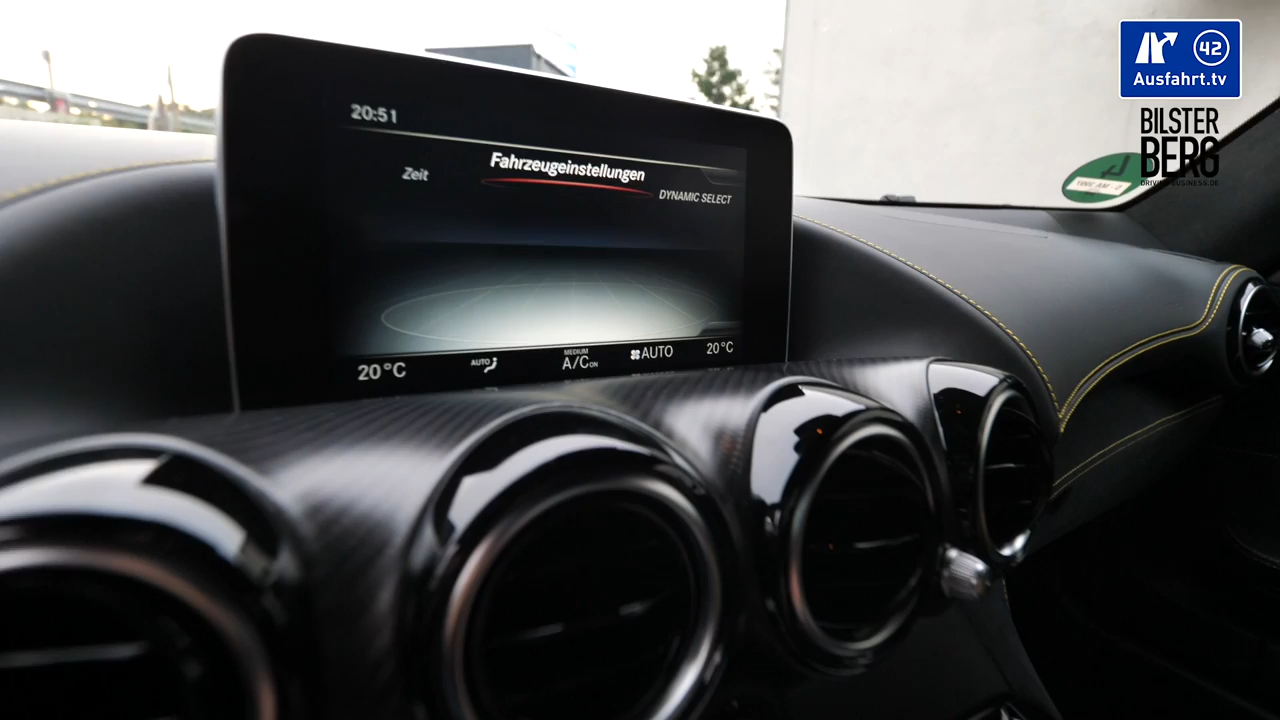 42
Ausfahrt.tv
BILSTER
BERG
20:51
Zeit
Fahrzeugeinstellungen
DYNAMIC SELECT
20°C
AUTO
MEDIUM
A/C ON
AUTO
20°C